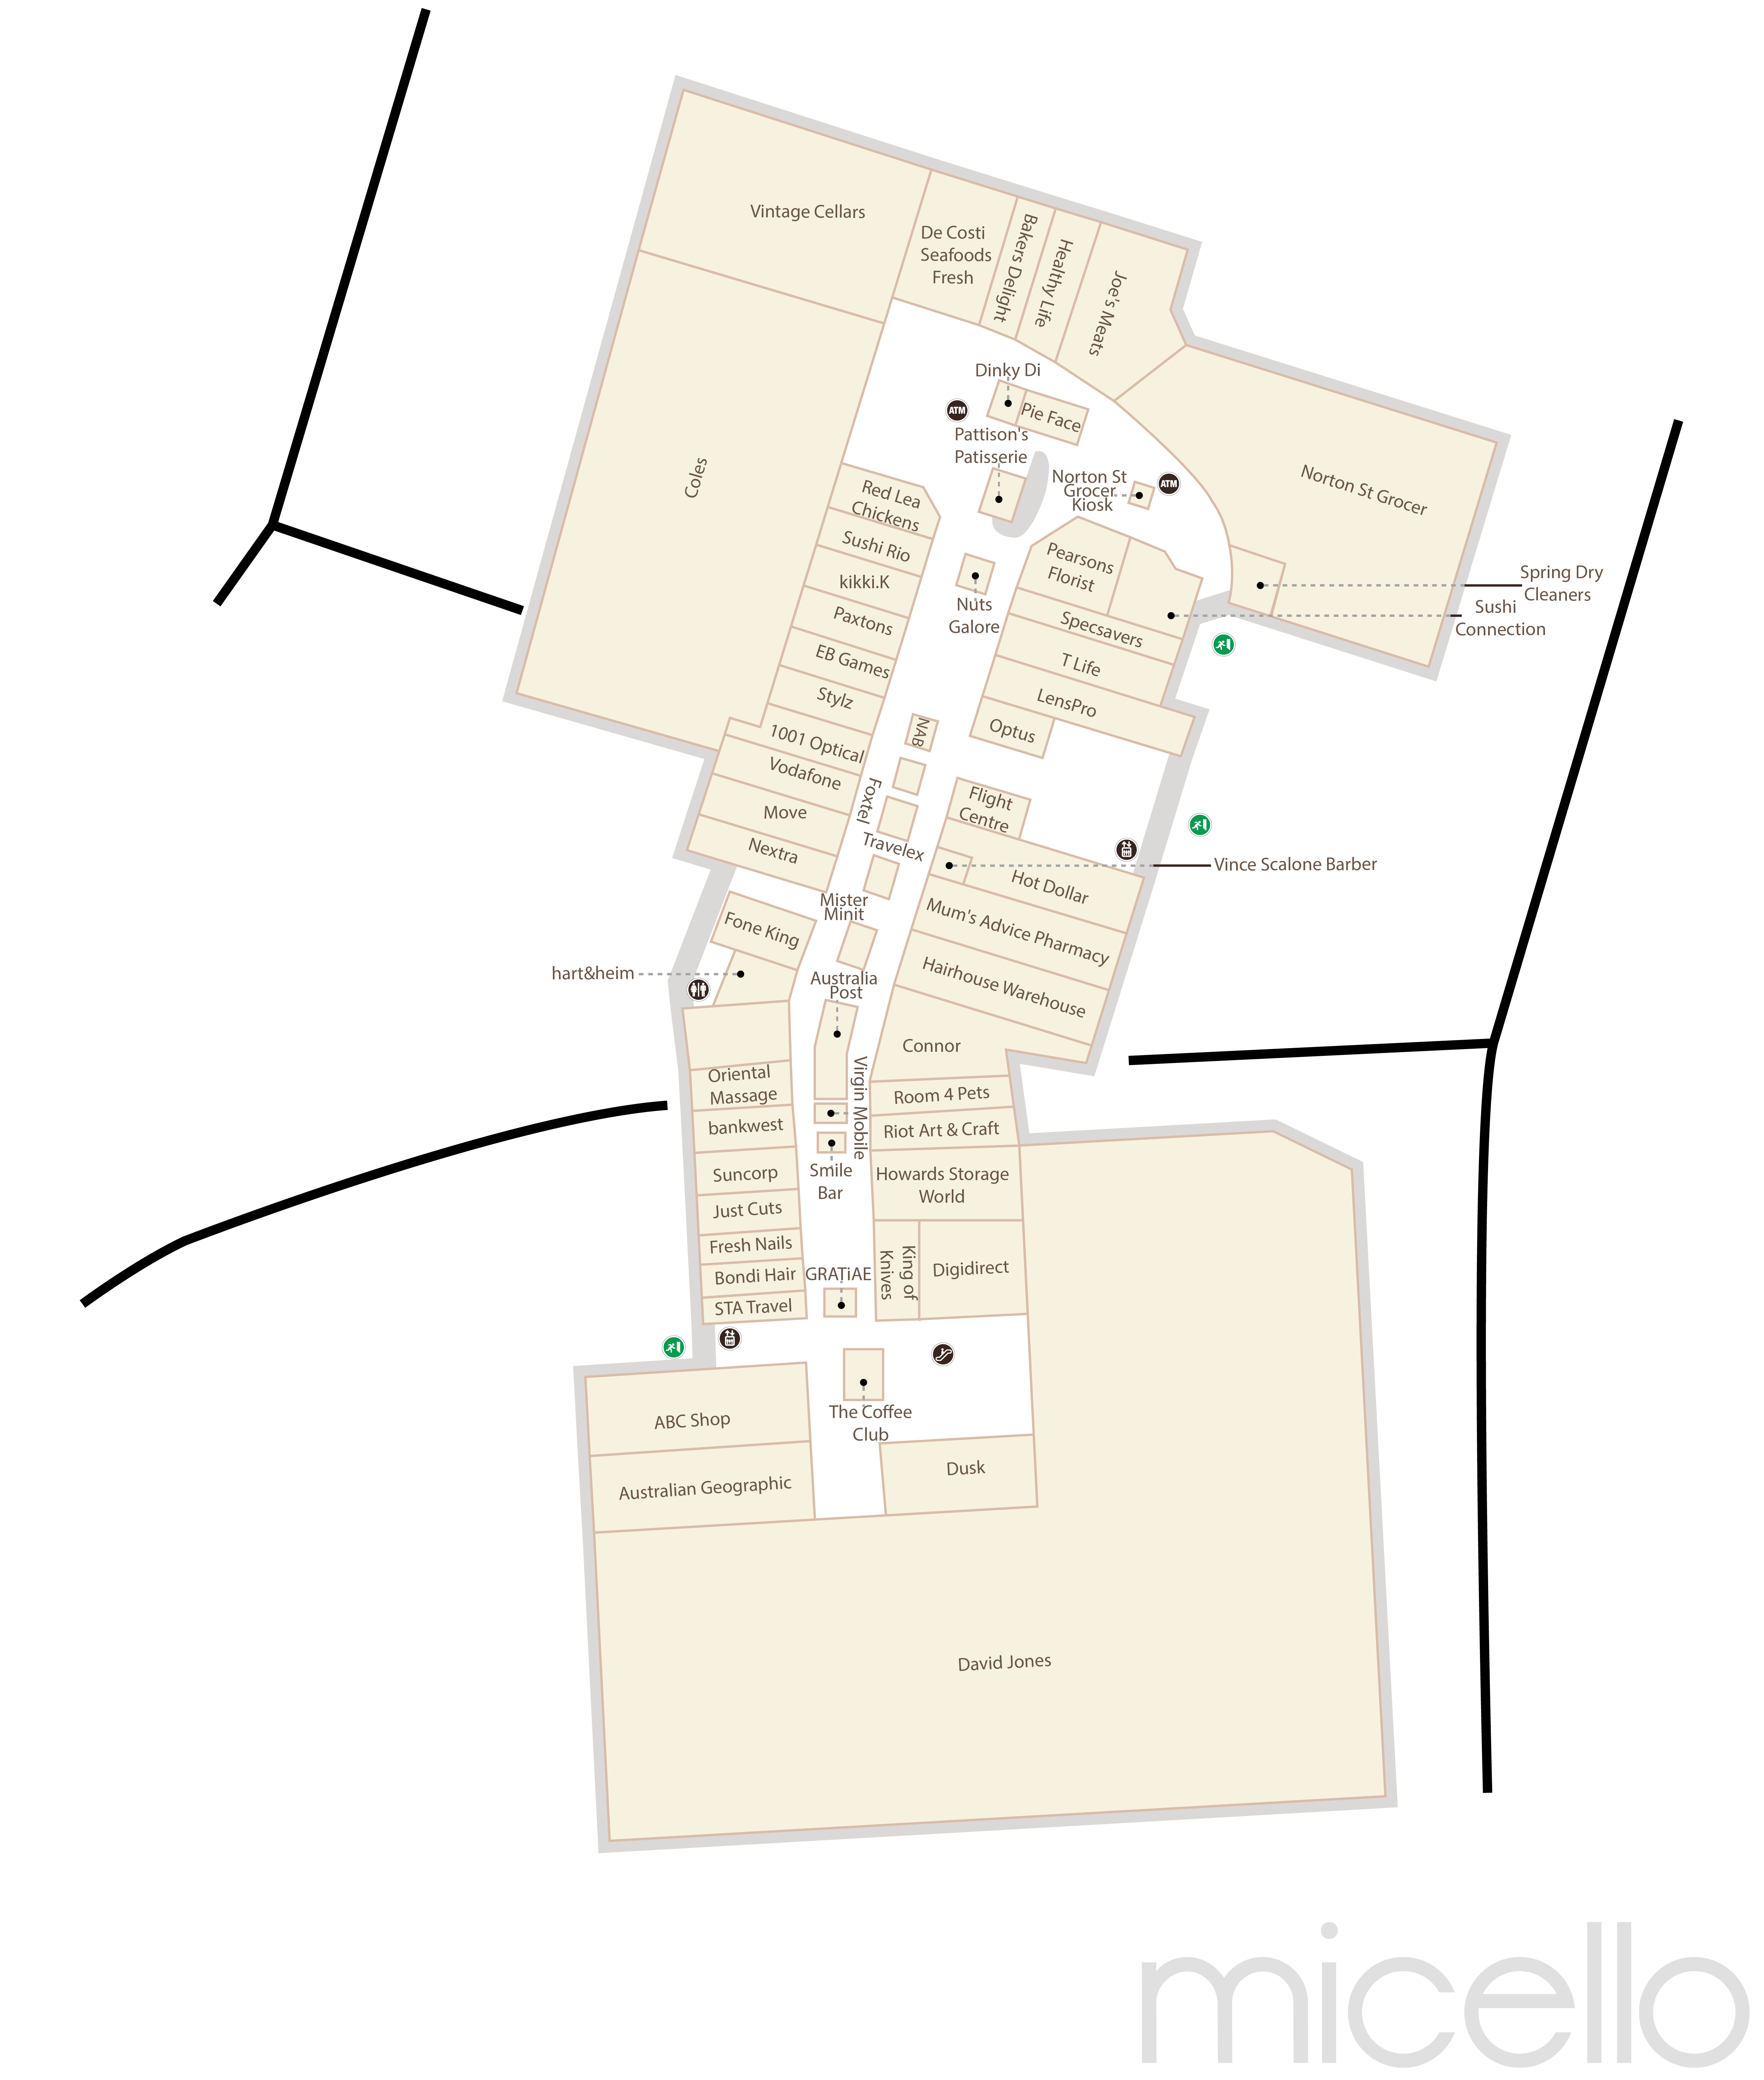 Vintage Cellars
De Costi
Seafoods
Fresh
Bakers Delight
Healthy Life
Joe's Meats
Dinky Di
ATM
Pie Face
Pattison's
Patisserie
Coles
Norton St
Grocer
Kiosk
ATM
Norton St Grocer
Red Lea
Chickens
Sushi Rio
kikki.K
Paxtons
EB Games
Stylz
1001 Optical
Vodafone
Move
Nextra
Nuts
Galore
Pearsons
Florist
Specsavers
T Life
LensPro
Optus
Spring Dry
Cleaners
Sushi
Connection
NAB
Foxtel
Travelex
Flight
Centre
Vince Scalone Barber
Hot Dollar
Mum's Advice Pharmacy
Hairhouse Warehouse
Connor
Mister
Minit
Fone King
hart&heim
Australia
Post
Oriental
Massage
bankwest
Suncorp
Just Cuts
Fresh Nails
Bondi Hair
STA Travel
Virgin Mobile
Smile
Bar
Room 4 Pets
Riot Art & Craft
Howards Storage
World
King of
Knives
Digidirect
GRATiAE
The Coffee
Club
ABC Shop
Australian Geographic
Dusk
David Jones
micello